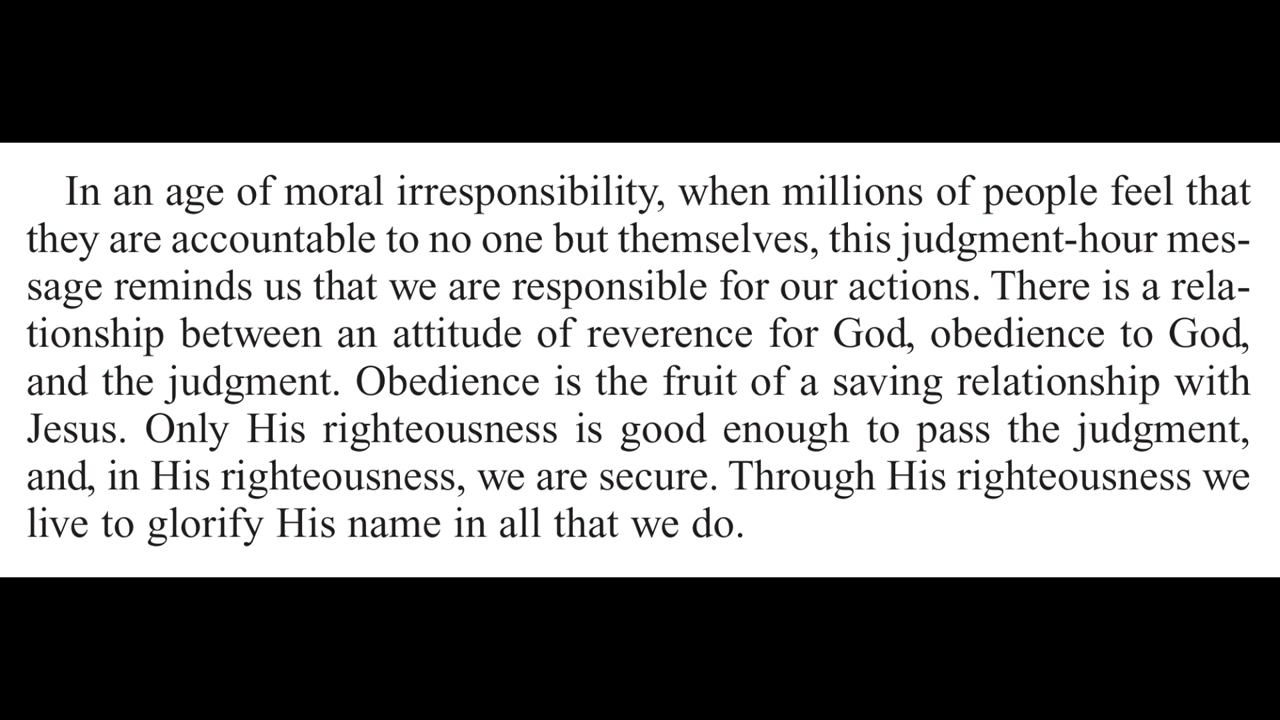 In an age of moral irresponsibility, when millions of people feel that
they are accountable to no one but themselves, this judgment-hour mes-
sage reminds us that we are responsible for our actions. There is a rela-
tionship between an attitude of reverence for God, obedience to God,
and the judgment. Obedience is the fruit of a saving relationship with
Jesus. Only His righteousness is good enough to pass the judgment,
and, in His righteousness, we are secure. Through His righteousness we
live to glorify His name in all that we do.